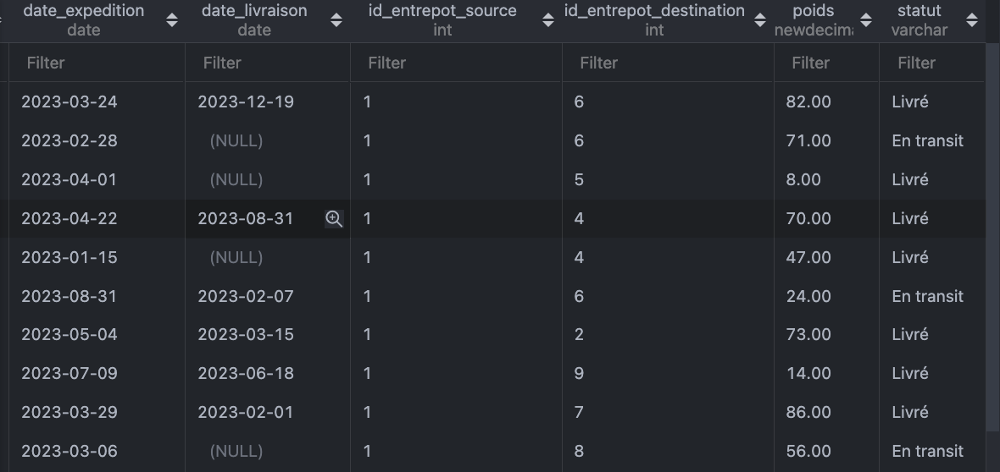 date_expedition date_livraison id_entrepot_source id_entrepot_destination poids statut
date date int int newdecima varchar
Filter Filter Filter Filter Filter Filter
2023-03-24 2023-12-19 1 6 82.00 Livré
2023-02-28 (NULL) 1 6 71.00 En transit
2023-04-01 (NULL) 1 5 8.00 Livré
2023-04-22 2023-08-31 1 4 70.00 Livré
2023-01-15 (NULL) 1 4 47.00 Livré
2023-08-31 2023-02-07 1 6 24.00 En transit
2023-05-04 2023-03-15 1 2 73.00 Livré
2023-07-09 2023-06-18 1 9 14.00 Livré
2023-03-29 2023-02-01 1 7 86.00 Livré
2023-03-06 (NULL) 1 8 56.00 En transit